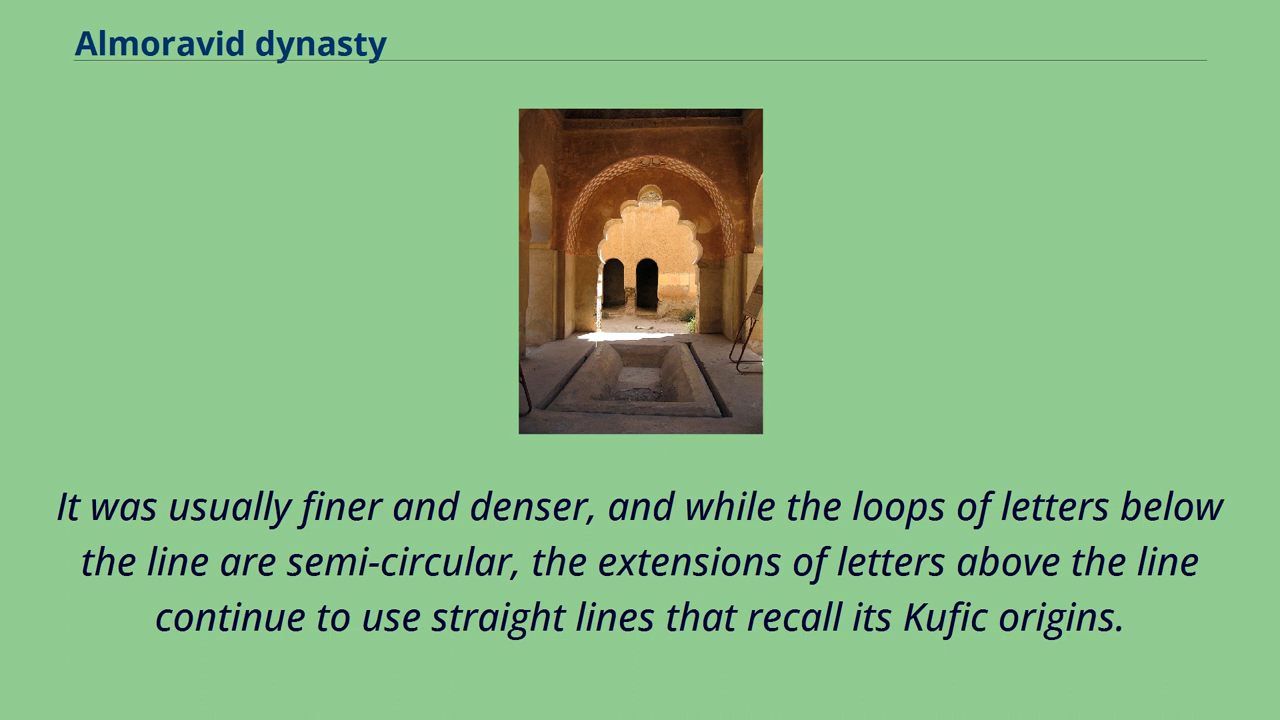 Almoravid dynasty
It was usually finer and denser, and while the loops of letters below
the line are semi-circular, the extensions of letters above the line
continue to use straight lines that recall its Kufic origins.